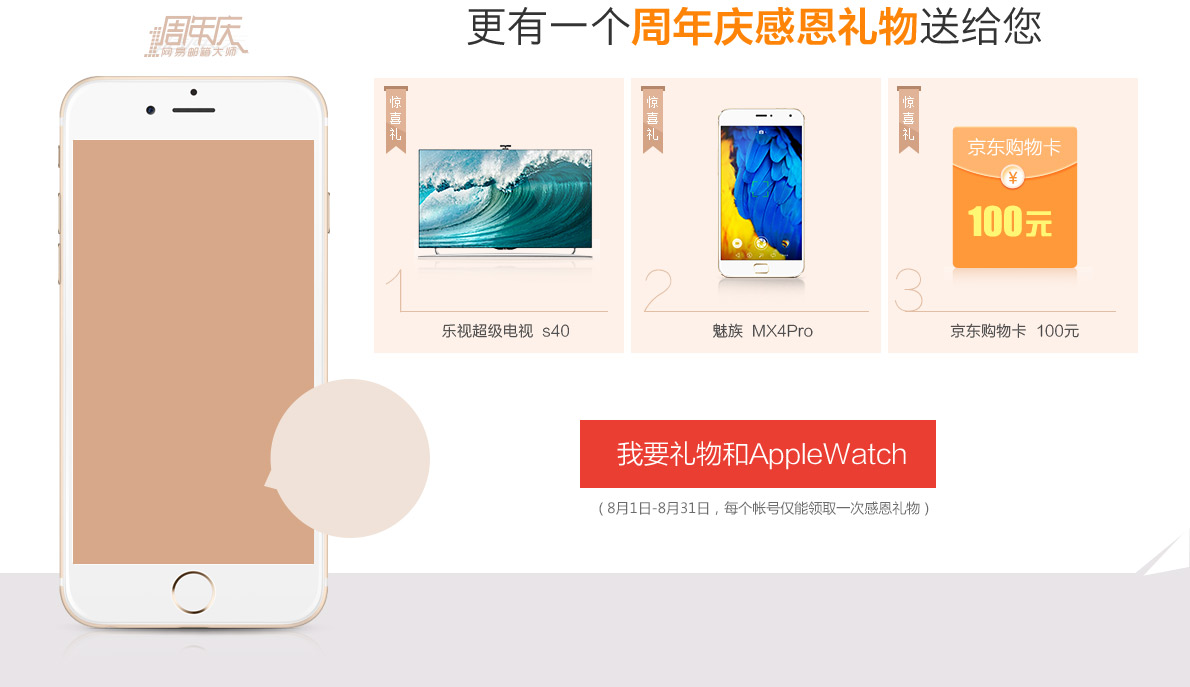 1周年庆
网易邮箱大师
更有一个周年庆感恩礼物送给您
惊喜礼
1
乐视超级电视 s40
惊喜礼
2
魅族 MX4Pro
惊喜礼
京东购物卡
¥
100元
3
京东购物卡 100元
我要礼物和AppleWatch
(8月1日-8月31日，每个帐号仅能领取一次感恩礼物)